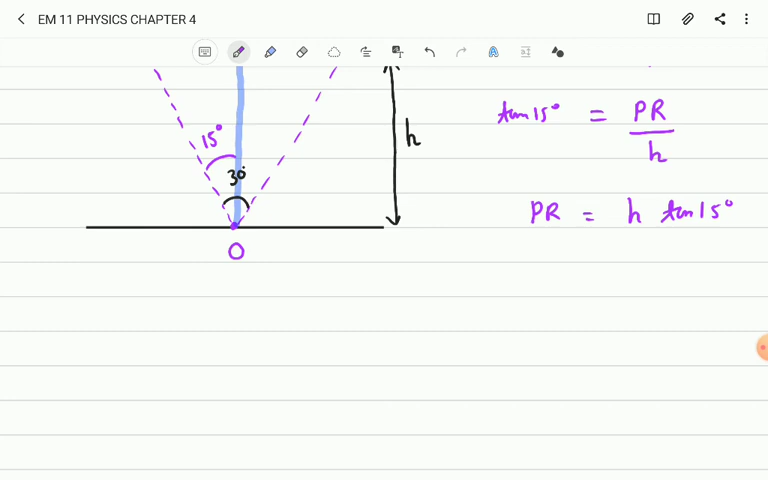 EM 11 PHYSICS CHAPTER 4
tan 15° = PR
h
15°
h
30°
PR = h tan 15°
O